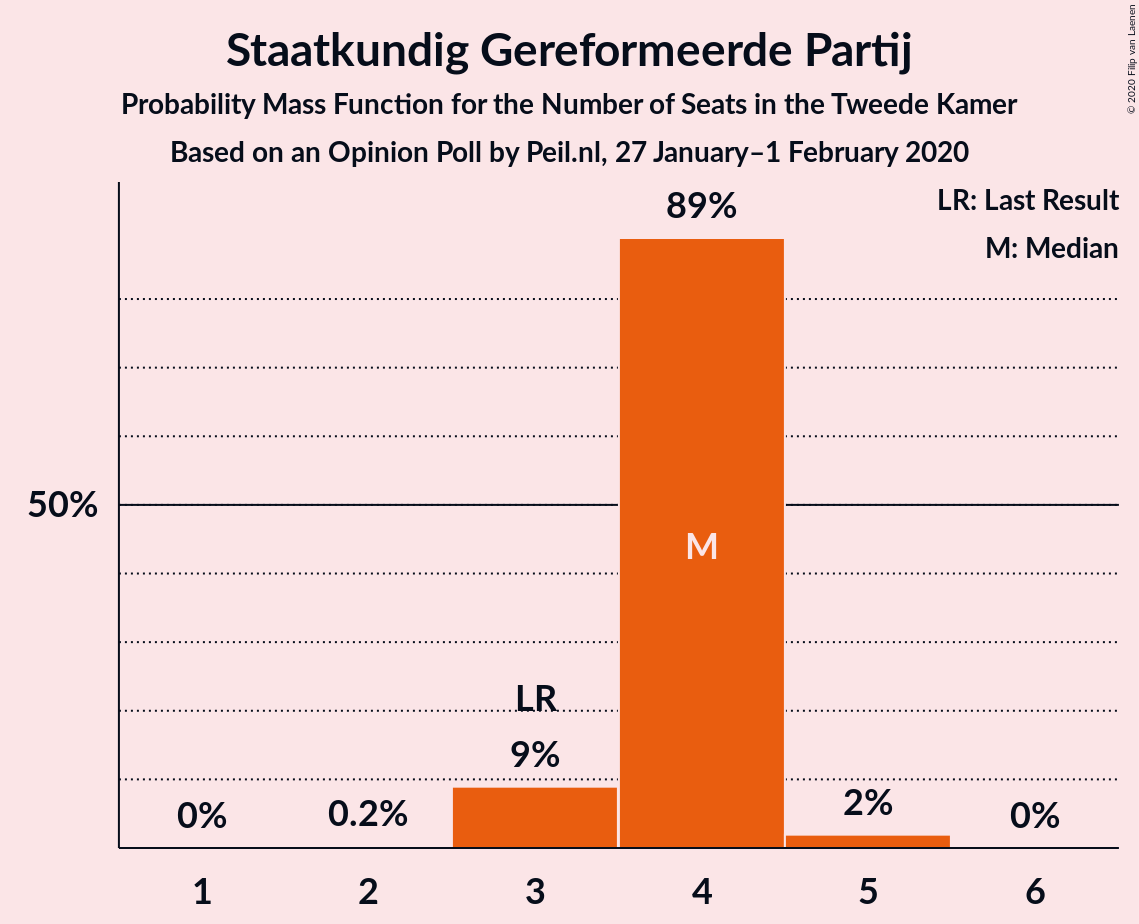 Staatkundig Gereformeerde Partij
Probability Mass Function for the Number of Seats in the Tweede Kamer
Based on an Opinion Poll by Peil.nl, 27 January–1 February 2020
© 2020 Filip van Laenen
LR: Last Result
M: Median
89%
50%
M
LR
9%
0%
0.2%
2%
0%
1
2
3
4
5
6